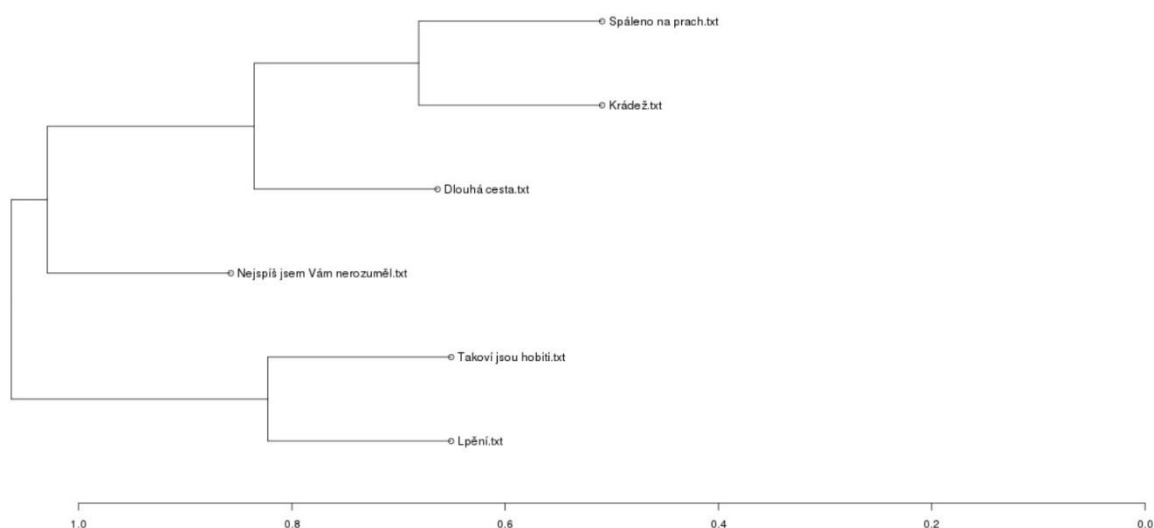 Spáleno na prach.txt
Krádež.txt
Dlouhá cesta.txt
Nejspíš jsem Vám nerozuměl.txt
Takoví jsou hobiti.txt
Lpění.txt
1.0 0.8 0.6 0.4 0.2 0.0